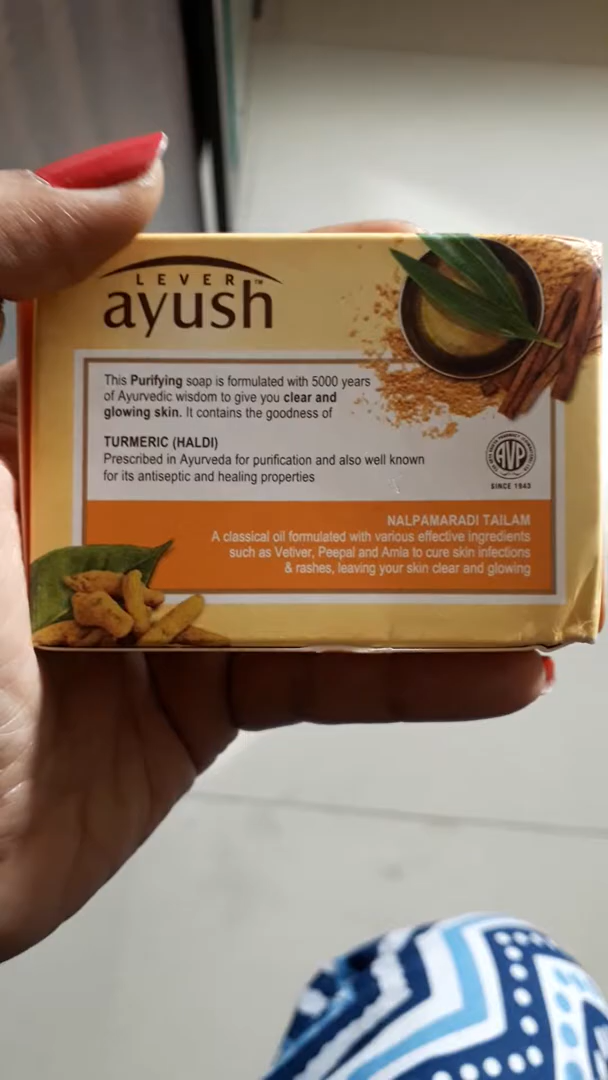 LEVER™
ayush
This Purifying soap is formulated with 5000 years
of Ayurvedic wisdom to give you clear and
glowing skin. It contains the goodness of
TURMERIC (HALDI)
Prescribed in Ayurveda for purification and also well known
for its antiseptic and healing properties
AVP
SINCE 1943
NALPAMARADI TAILAM
A classical oil formulated with various effective ingredients
such as Vetiver, Peepal and Amla to cure skin infections
& rashes, leaving your skin clear and glowing